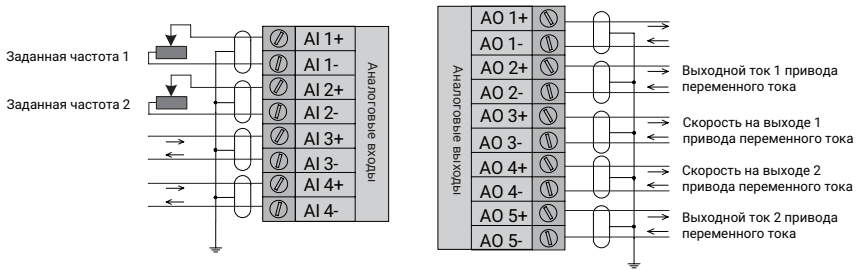 Заданная частота 1
Заданная частота 2
AI 1+
AI 1-
AI 2+
AI 2-
AI 3+
AI 3-
AI 4+
AI 4-
Аналоговые входы
Аналоговые выходы
AO 1+
AO 1-
AO 2+
AO 2-
AO 3+
AO 3-
AO 4+
AO 4-
AO 5+
AO 5-
Выходной ток 1 привода
переменного тока
Скорость на выходе 1
привода переменного тока
Скорость на выходе 2
привода переменного тока
Выходной ток 2 привода
переменного тока